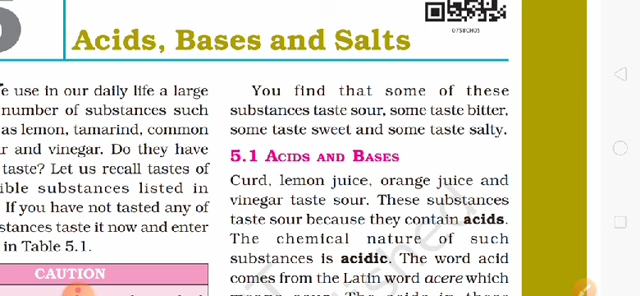 5
Acids, Bases and Salts
0758CH05
e use in our daily life a large
number of substances such
as lemon, tamarind, common
r and vinegar. Do they have
taste? Let us recall tastes of
ible substances listed in
If you have not tasted any of
stances taste it now and enter
in Table 5.1.
CAUTION
You find that some of these
substances taste sour, some taste bitter,
some taste sweet and some taste salty.
5.1 ACIDS AND BASES
Curd, lemon juice, orange juice and
vinegar taste sour. These substances
taste sour because they contain acids.
The chemical nature of such
substances is acidic. The word acid
comes from the Latin word acere which